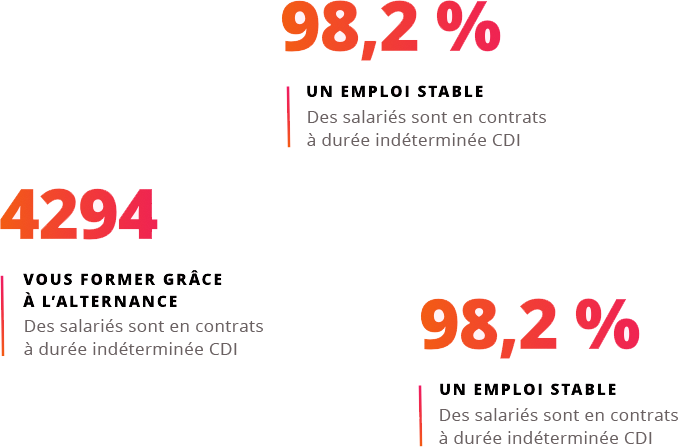 98,2 %
UN EMPLOI STABLE
Des salariés sont en contrats
à durée indéterminée CDI
4294
VOUS FORMER GRÂCE
À L’ALTERNANCE
Des salariés sont en contrats
à durée indéterminée CDI
98,2 %
UN EMPLOI STABLE
Des salariés sont en contrats
à durée indéterminée CDI